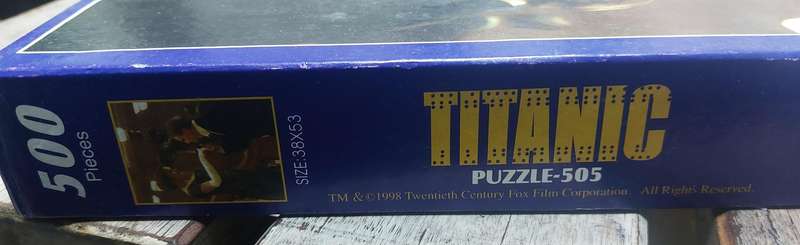 500
Pieces
SIZE:38X53
TITANIC
PUZZLE-505
TM & ©1998 Twentieth Century Fox Film Corporation. All Rights Reserved.